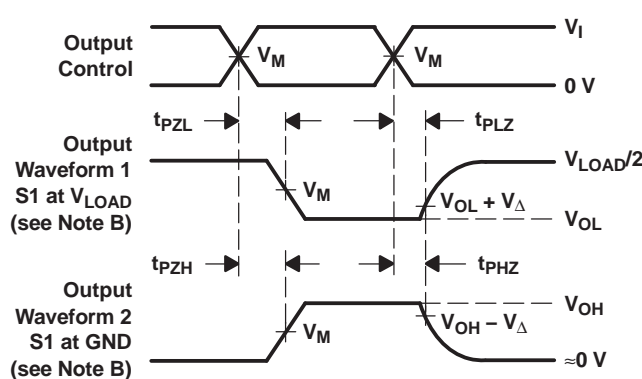 Output
Control
V_M
V_M
V_I
0 V
t_PZL
t_PLZ
Output
Waveform 1
S1 at V_LOAD
(see Note B)
V_M
V_LOAD/2
V_OL + V_Δ
V_OL
t_PZH
t_PHZ
Output
Waveform 2
S1 at GND
(see Note B)
V_M
V_OH
V_OH – V_Δ
≈0 V